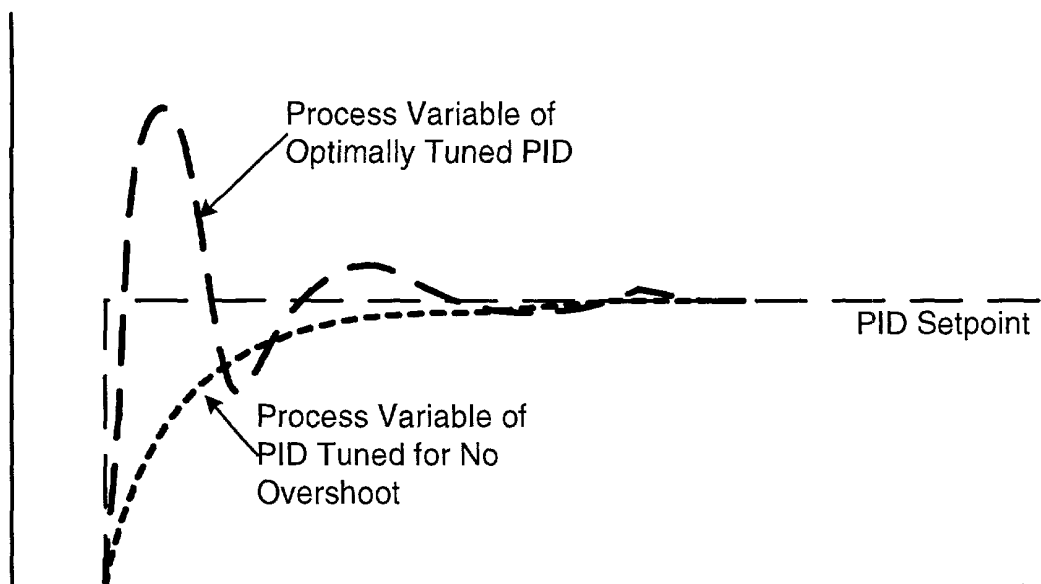 Process Variable of
Optimally Tuned PID
PID Setpoint
Process Variable of
PID Tuned for No
Overshoot